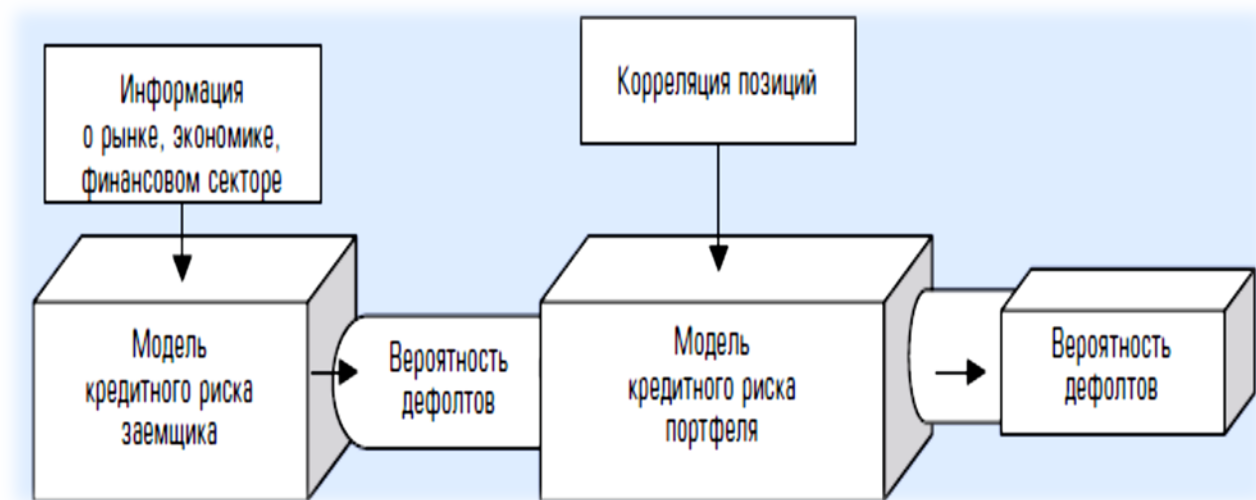 Информация
о рынке, экономике,
финансовом секторе
Корреляция позиций
Модель
кредитного риска
заемщика
Вероятность
дефолтов
Модель
кредитного риска
портфеля
Вероятность
дефолтов